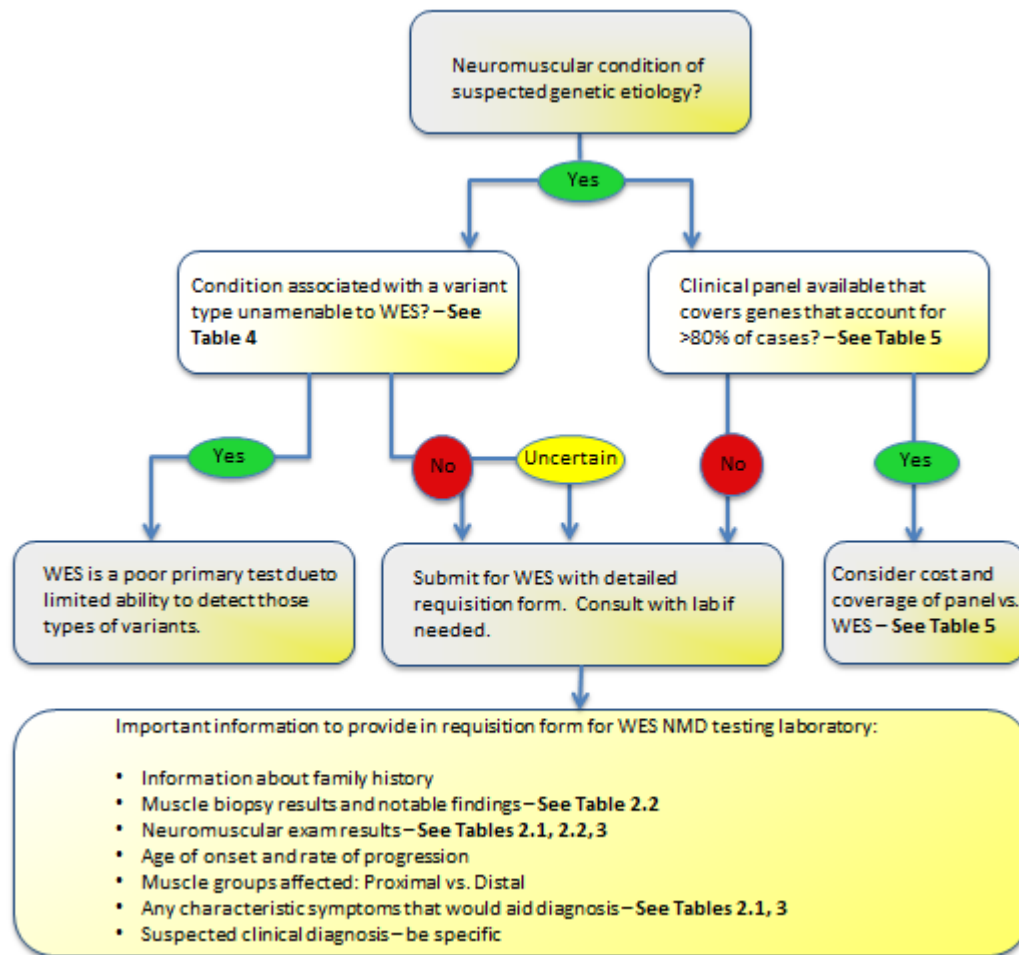 Neuromuscular condition of
suspected genetic etiology?
Yes
Condition associated with a variant
type unamenable to WES? – See
Table 4
Clinical panel available that
covers genes that account for
>80% of cases? – See Table 5
Yes
No
Uncertain
No
Yes
WES is a poor primary test dueto
limited ability to detect those
types of variants.
Submit for WES with detailed
requisition form. Consult with lab if
needed.
Consider cost and
coverage of panel vs.
WES – See Table 5
Important information to provide in requisition form for WES NMD testing laboratory:
• Information about family history
• Muscle biopsy results and notable findings – See Table 2.2
• Neuromuscular exam results – See Tables 2.1, 2.2, 3
• Age of onset and rate of progression
• Muscle groups affected: Proximal vs. Distal
• Any characteristic symptoms that would aid diagnosis – See Tables 2.1, 3
• Suspected clinical diagnosis – be specific